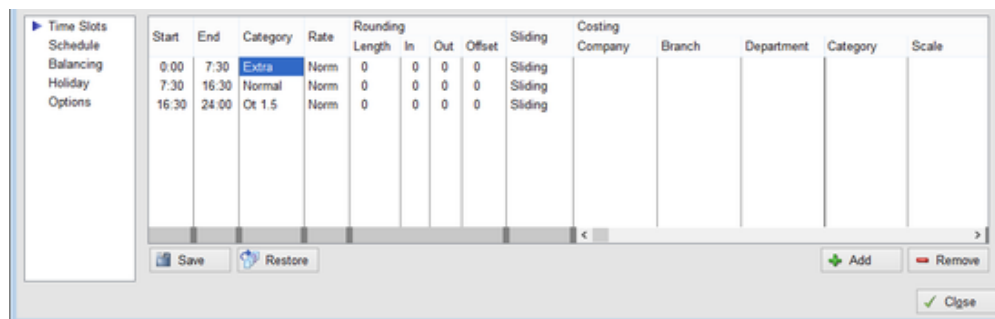 Time Slots
Schedule
Balancing
Holiday
Options
Start End Category Rate Rounding Sliding Costing
Length In Out Offset Company Branch Department Category Scale
0:00 7:30 Extra Norm 0 0 0 0 Sliding
7:30 16:30 Normal Norm 0 0 0 0 Sliding
16:30 24:00 Ot 1.5 Norm 0 0 0 0 Sliding
Save Restore Add Remove
Close